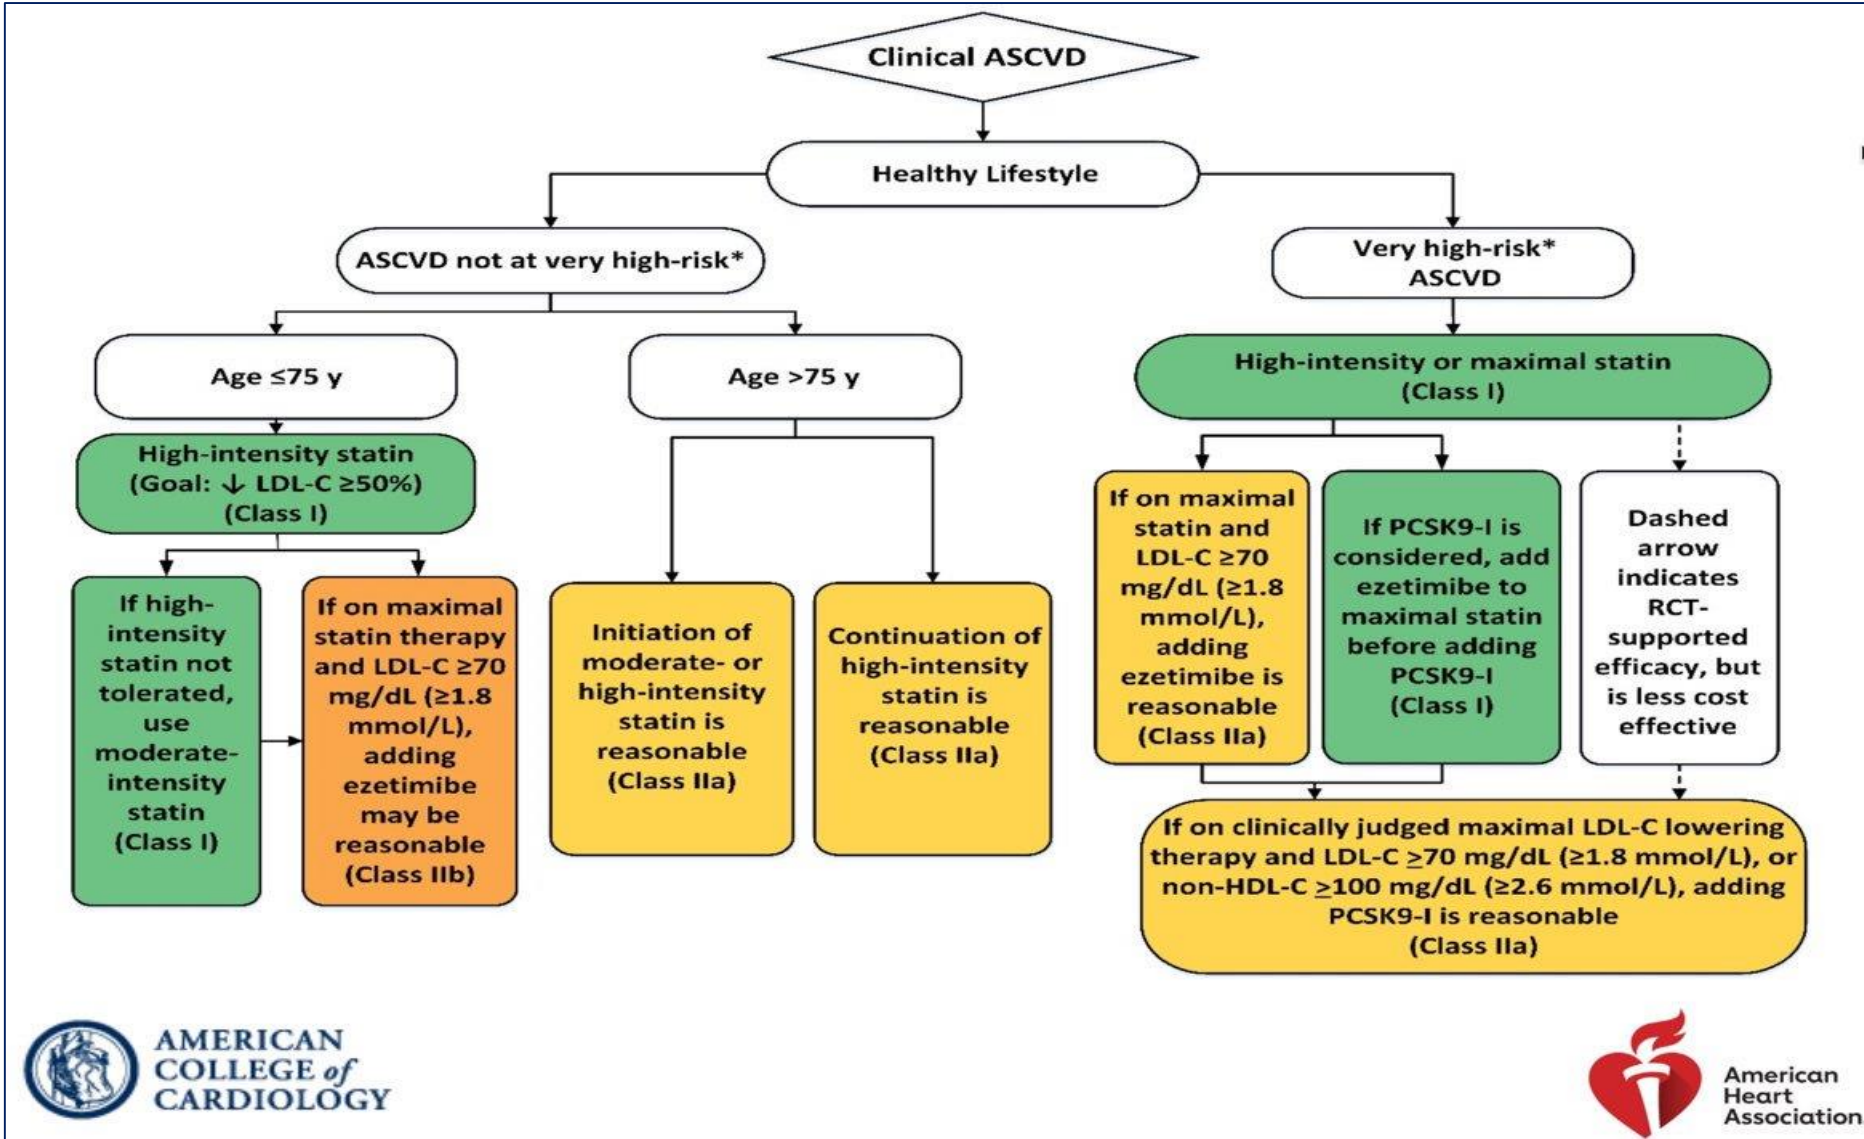 Clinical ASCVD
Healthy Lifestyle
ASCVD not at very high-risk*
Very high-risk*
ASCVD
Age ≤75 y
Age >75 y
High-intensity or maximal statin
(Class I)
High-intensity statin
(Goal: ↓ LDL-C ≥50%)
(Class I)
If high-
intensity
statin not
tolerated,
use
moderate-
intensity
statin
(Class I)
If on maximal
statin therapy
and LDL-C ≥70
mg/dL (≥1.8
mmol/L),
adding
ezetimibe
may be
reasonable
(Class IIb)
Initiation of
moderate- or
high-intensity
statin is
reasonable
(Class IIa)
Continuation of
high-intensity
statin is
reasonable
(Class IIa)
If on maximal
statin and
LDL-C ≥70
mg/dL (≥1.8
mmol/L),
adding
ezetimibe is
reasonable
(Class IIa)
If PCSK9-I is
considered, add
ezetimibe to
maximal statin
before adding
PCSK9-I
(Class I)
Dashed
arrow
indicates
RCT-
supported
efficacy, but
is less cost
effective
If on clinically judged maximal LDL-C lowering
therapy and LDL-C ≥70 mg/dL (≥1.8 mmol/L), or
non-HDL-C ≥100 mg/dL (≥2.6 mmol/L), adding
PCSK9-I is reasonable
(Class IIa)
AMERICAN
COLLEGE of
CARDIOLOGY
American
Heart
Association